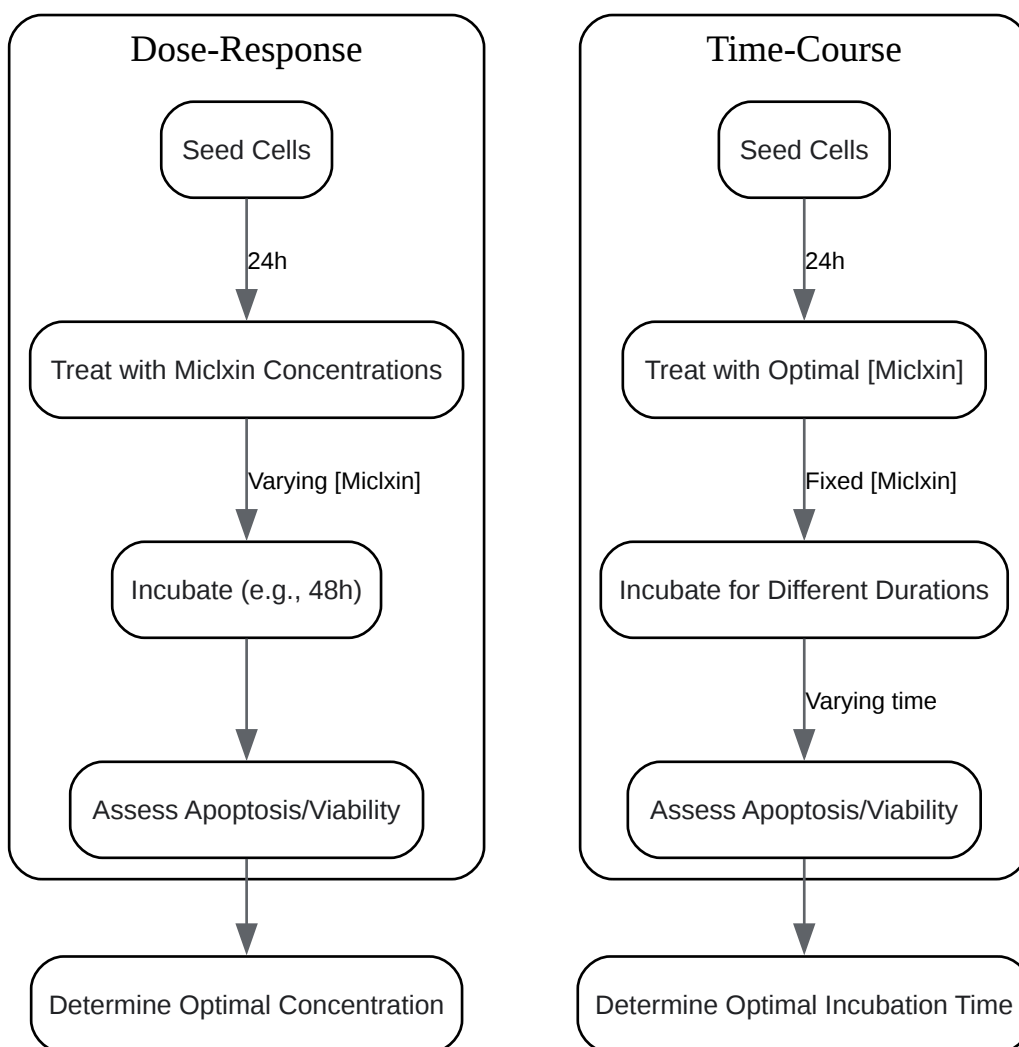 Dose-Response
Seed Cells
24h
Treat with Miclxin Concentrations
Varying [Miclxin]
Incubate (e.g., 48h)
Assess Apoptosis/Viability
Determine Optimal Concentration
Time-Course
Seed Cells
24h
Treat with Optimal [Miclxin]
Fixed [Miclxin]
Incubate for Different Durations
Varying time
Assess Apoptosis/Viability
Determine Optimal Incubation Time